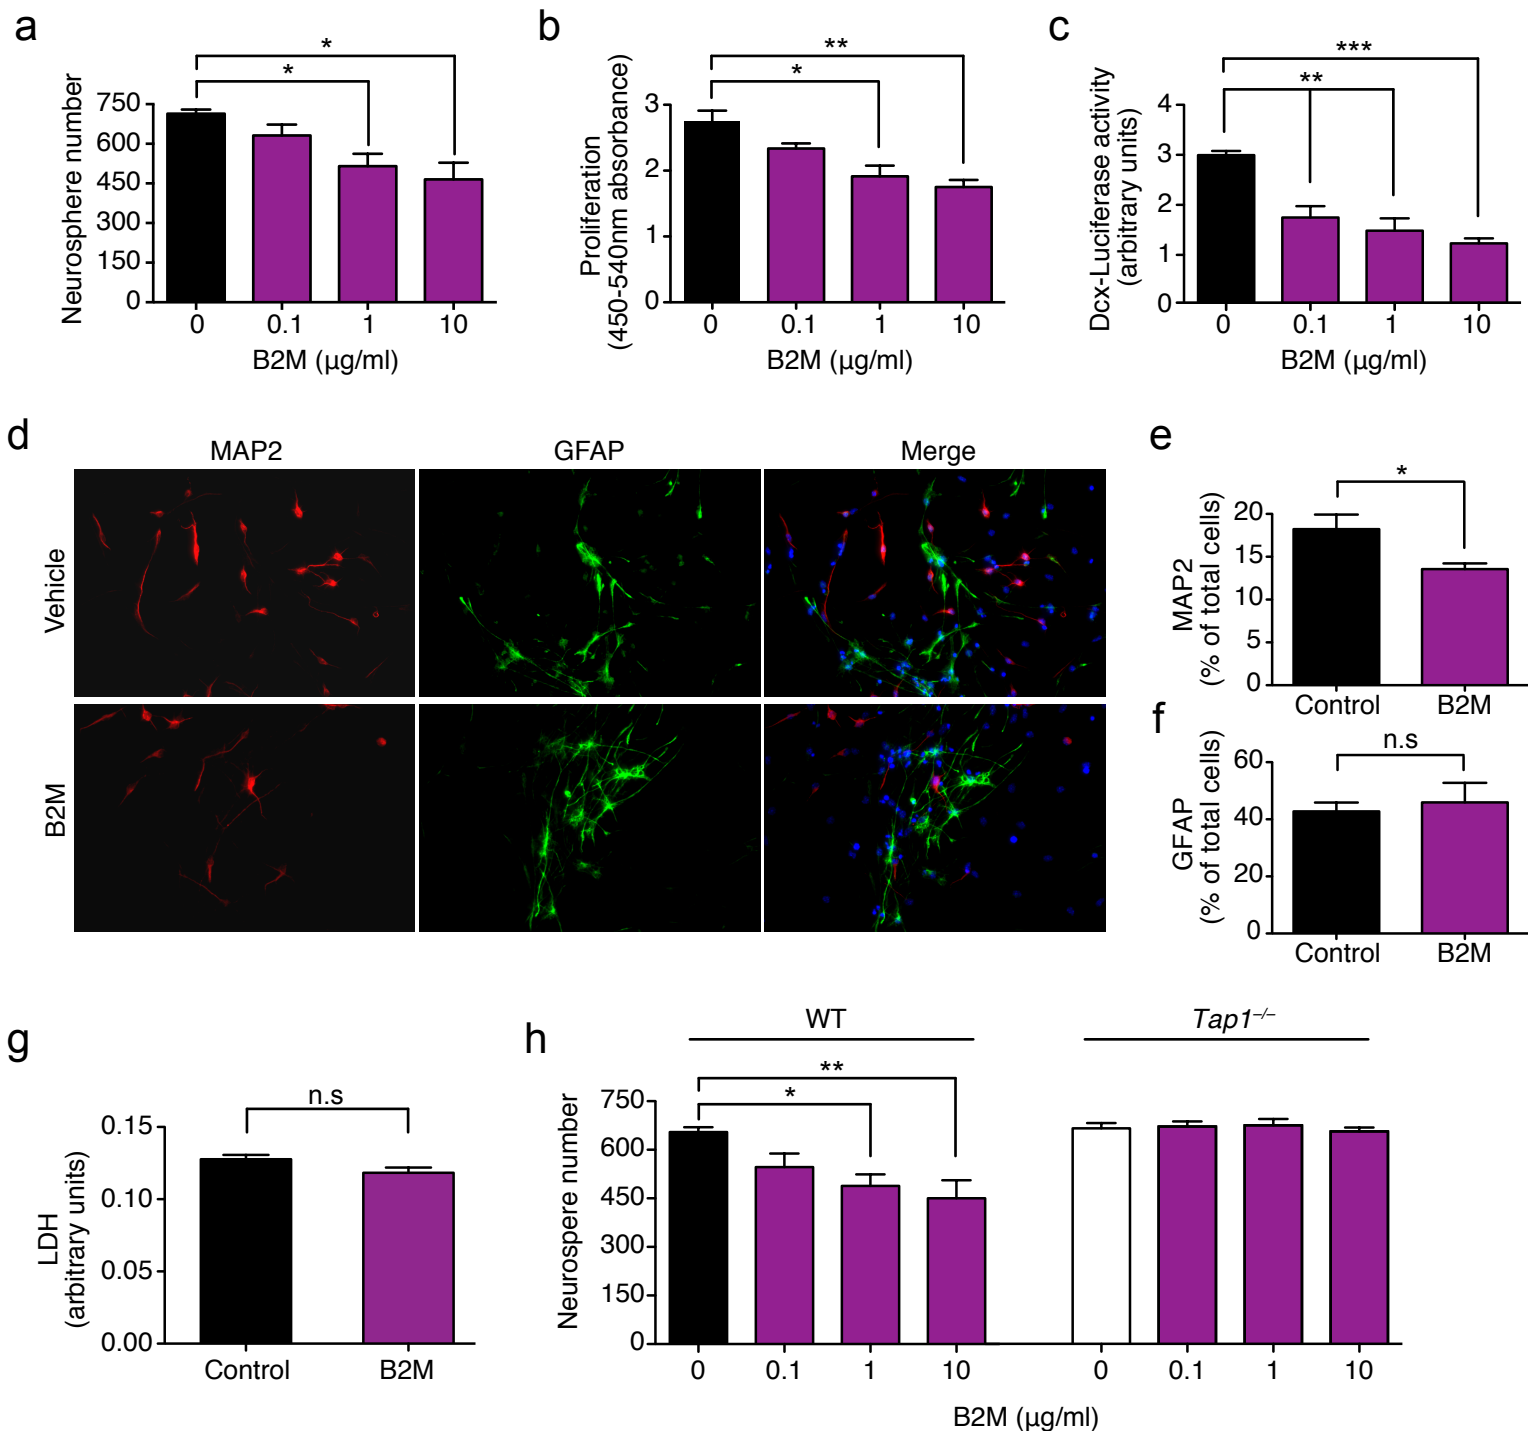 a
*
*
Neurosphere number
750
600
450
300
150
0
0 0.1 1 10
B2M (µg/ml)
b
**
*
Proliferation
(450-540nm absorbance)
3
2
1
0
0 0.1 1 10
B2M (µg/ml)
c
***
**
Dcx-Luciferase activity
(arbitrary units)
4
3
2
1
0
0 0.1 1 10
B2M (µg/ml)
d
MAP2 GFAP Merge
Vehicle
B2M
e
*
MAP2
(% of total cells)
20
15
10
5
0
Control B2M
f
n.s
GFAP
(% of total cells)
60
40
20
0
Control B2M
g
n.s
LDH
(arbitrary units)
0.15
0.10
0.05
0.00
Control B2M
h
WT Tap1–/–
**
*
Neurospere number
750
600
450
300
150
0
0 0.1 1 10 0 0.1 1 10
B2M (µg/ml)